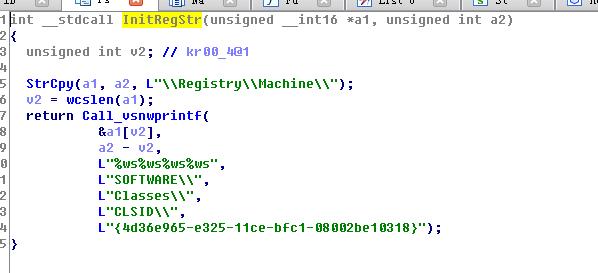 int __stdcall InitRegStr(unsigned __int16 *a1, unsigned int a2)
{
unsigned int v2; // kr00_4@1
StrCpy(a1, a2, L"\\Registry\\Machine\\");
v2 = wcslen(a1);
return Call_vsnwprintf(
&a1[v2],
a2 - v2,
L"%ws%ws%ws%ws",
L"SOFTWARE\\",
L"Classes\\",
L"CLSID\\",
L"{4d36e965-e325-11ce-bfc1-08002be10318}");
}